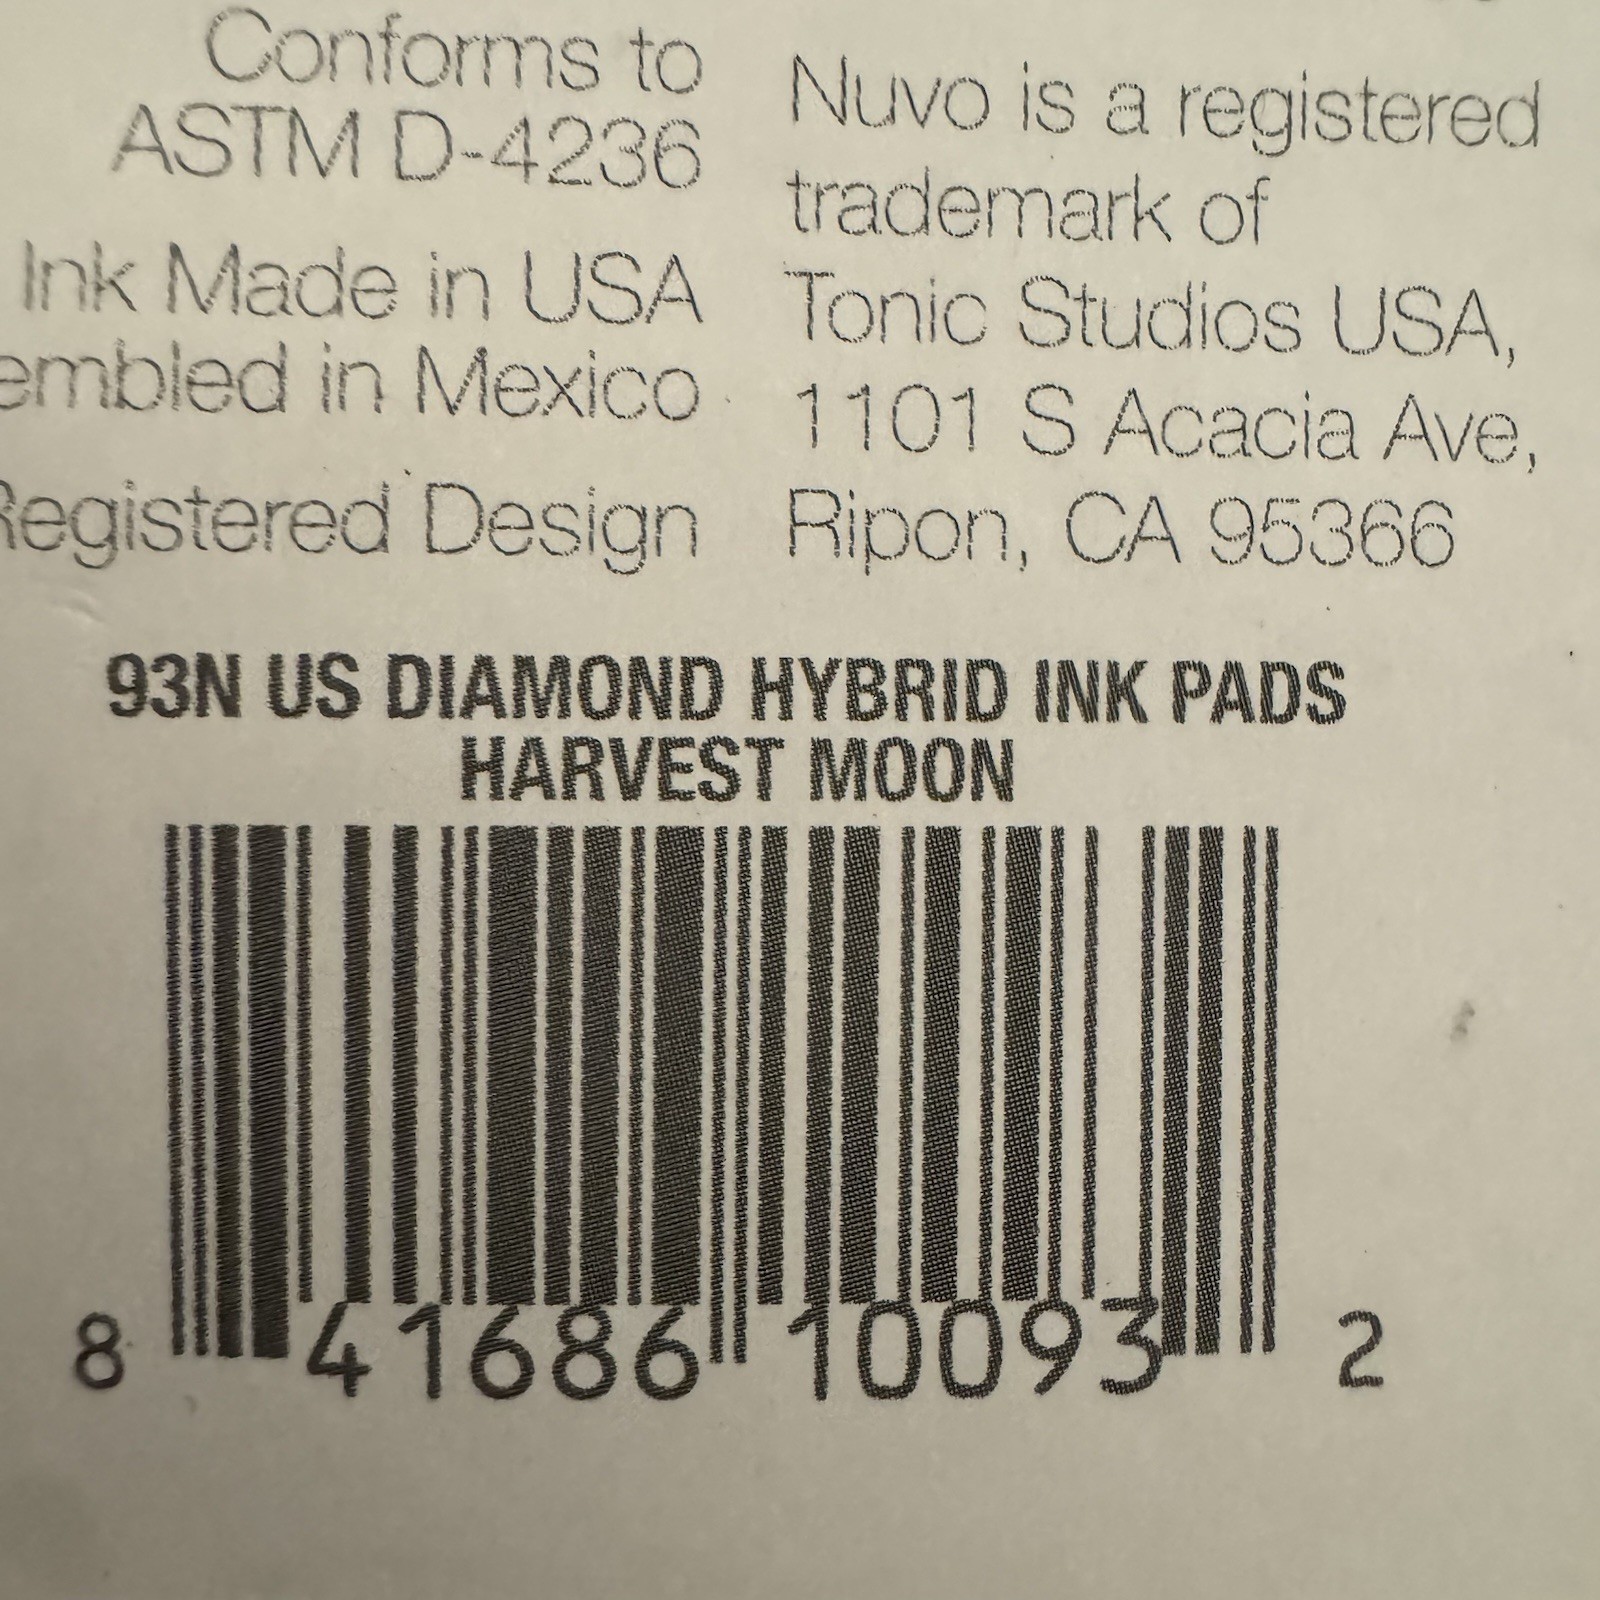 Conforms to
ASTM D-4236
Ink Made in USA
embled in Mexico
Registered Design
Nuvo is a registered
trademark of
Tonic Studios USA,
1101 S Acacia Ave,
Ripon, CA 95366
93N US DIAMOND HYBRID INK PADS
HARVEST MOON
8 41686 10093 2